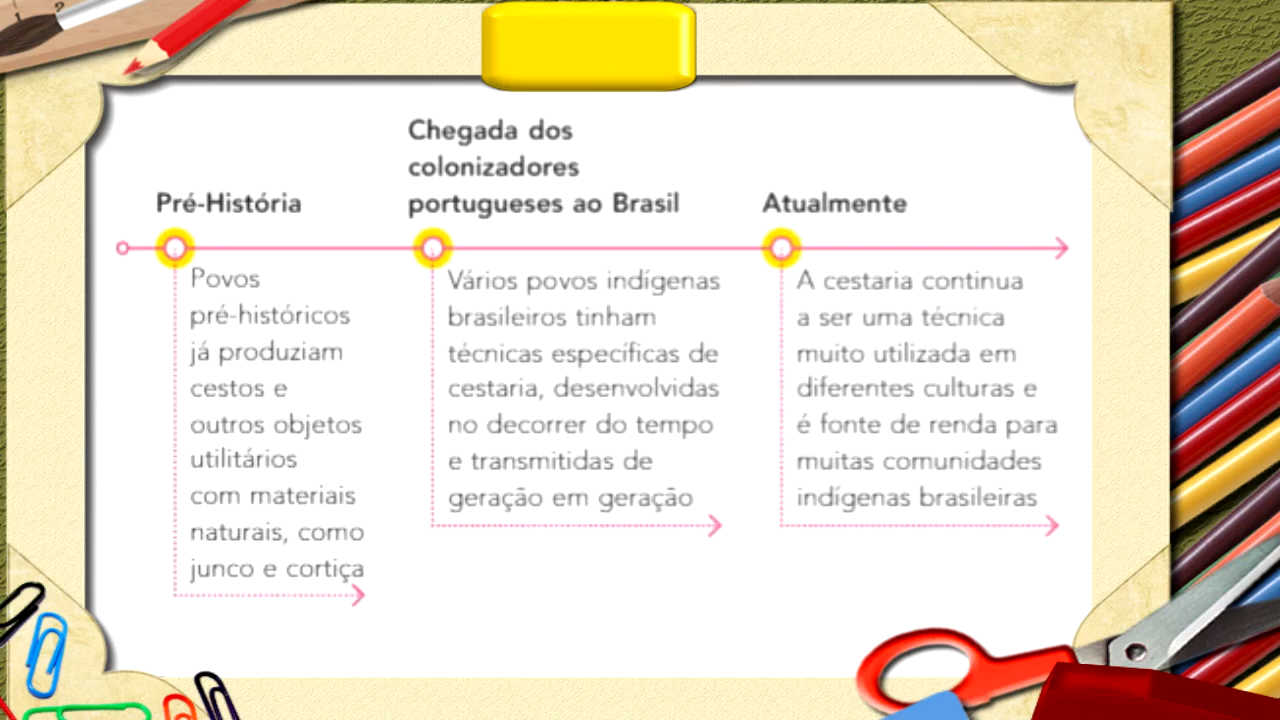 Chegada dos
colonizadores
portugueses ao Brasil
Pré-História
Atualmente
Povos
pré-históricos
já produziam
cestos e
outros objetos
utilitários
com materiais
naturais, como
junco e cortiça
Vários povos indígenas
brasileiros tinham
técnicas específicas de
cestaria, desenvolvidas
no decorrer do tempo
e transmitidas de
geração em geração
A cestaria continua
a ser uma técnica
muito utilizada em
diferentes culturas e
é fonte de renda para
muitas comunidades
indígenas brasileiras